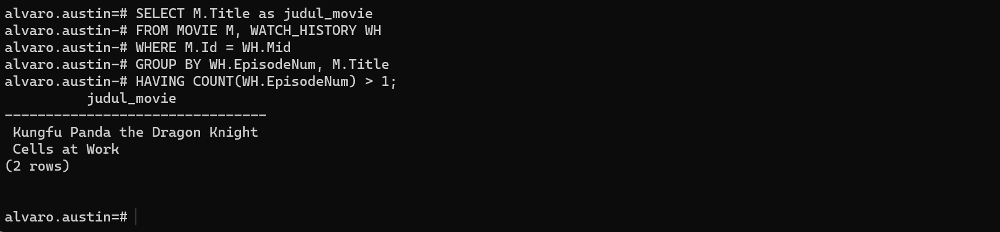 alvaro.austin=# SELECT M.Title as judul_movie
alvaro.austin-# FROM MOVIE M, WATCH_HISTORY WH
alvaro.austin-# WHERE M.Id = WH.Mid
alvaro.austin-# GROUP BY WH.EpisodeNum, M.Title
alvaro.austin-# HAVING COUNT(WH.EpisodeNum) > 1;
judul_movie
--------------------------------
Kungfu Panda the Dragon Knight
Cells at Work
(2 rows)
alvaro.austin=#